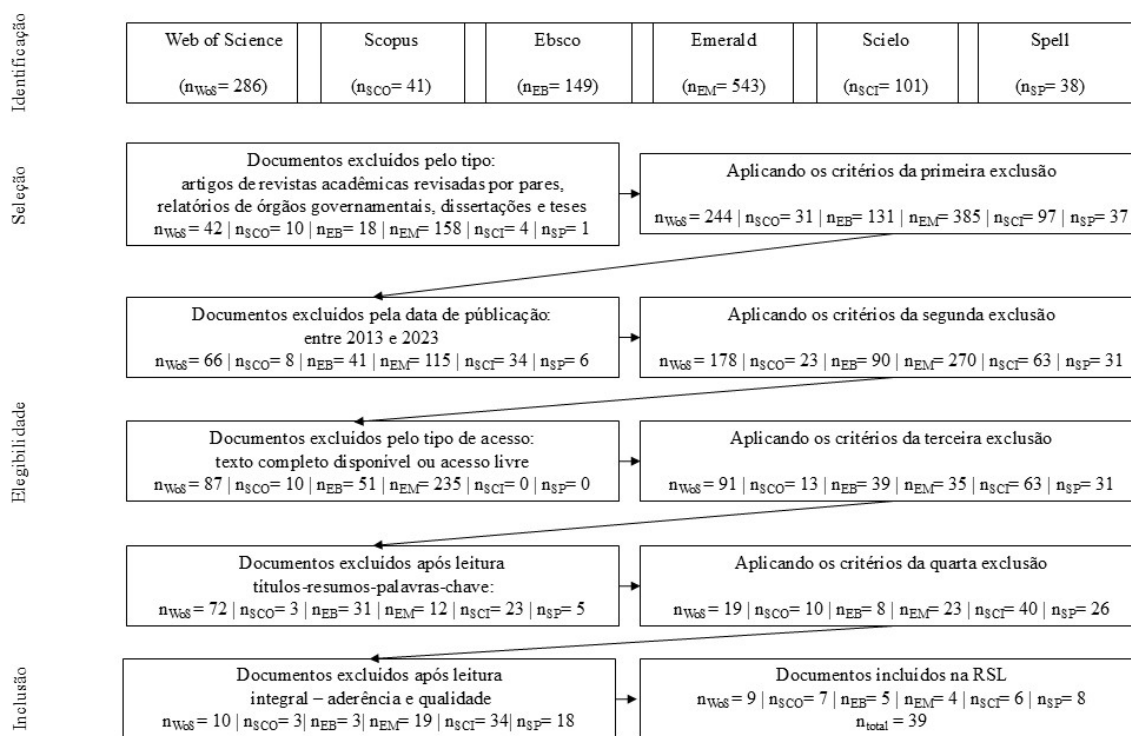 Identificação
Web of Science
(nWoS= 286)
Scopus
(nSCO= 41)
Ebsco
(nEB= 149)
Emerald
(nEM= 543)
Scielo
(nSCI= 101)
Spell
(nSP= 38)
Seleção
Documentos excluídos pelo tipo:
artigos de revistas acadêmicas revisadas por pares,
relatórios de órgãos governamentais, dissertações e teses
nWoS= 42 | nSCO= 10 | nEB= 18 | nEM= 158 | nSCI= 4 | nSP= 1
Aplicando os critérios da primeira exclusão
nWoS= 244 | nSCO= 31 | nEB= 131 | nEM= 385 | nSCI= 97 | nSP= 37
Elegibilidade
Documentos excluídos pela data de públicação:
entre 2013 e 2023
nWoS= 66 | nSCO= 8 | nEB= 41 | nEM= 115 | nSCI= 34 | nSP= 6
Aplicando os critérios da segunda exclusão
nWoS= 178 | nSCO= 23 | nEB= 90 | nEM= 270 | nSCI= 63 | nSP= 31
Documentos excluídos pelo tipo de acesso:
texto completo disponível ou acesso livre
nWoS= 87 | nSCO= 10 | nEB= 51 | nEM= 235 | nSCI= 0 | nSP= 0
Aplicando os critérios da terceira exclusão
nWoS= 91 | nSCO= 13 | nEB= 39 | nEM= 35 | nSCI= 63 | nSP= 31
Documentos excluídos após leitura
títulos-resumos-palavras-chave:
nWoS= 72 | nSCO= 3 | nEB= 31 | nEM= 12 | nSCI= 23 | nSP= 5
Aplicando os critérios da quarta exclusão
nWoS= 19 | nSCO= 10 | nEB= 8 | nEM= 23 | nSCI= 40 | nSP= 26
Inclusão
Documentos excluídos após leitura
integral – aderência e qualidade
nWoS= 10 | nSCO= 3| nEB= 3| nEM= 19 | nSCI= 34| nSP= 18
Documentos incluídos na RSL
nWoS= 9 | nSCO= 7 | nEB= 5 | nEM= 4 | nSCI= 6 | nSP= 8
ntotal = 39